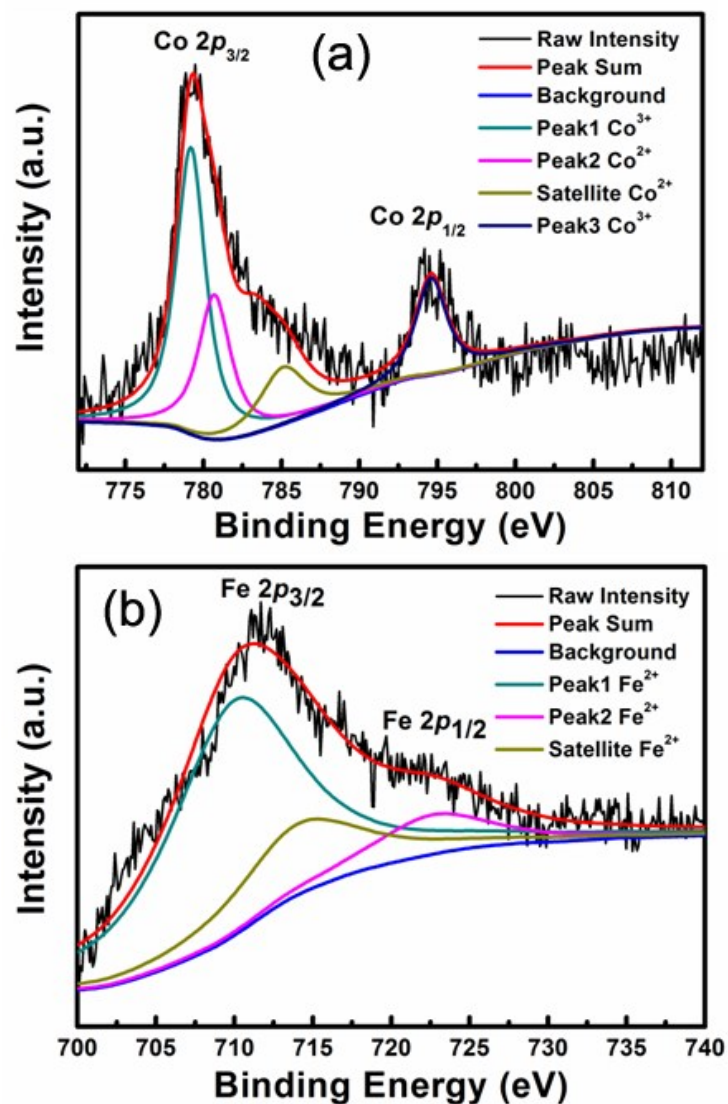 Co 2p3/2
(a)
Raw Intensity
Peak Sum
Background
Peak1 Co3+
Peak2 Co2+
Satellite Co2+
Peak3 Co3+
Co 2p1/2
Intensity (a.u.)
775 780 785 790 795 800 805 810
Binding Energy (eV)
(b)
Fe 2p3/2
Raw Intensity
Peak Sum
Background
Peak1 Fe2+
Peak2 Fe2+
Satellite Fe2+
Fe 2p1/2
Intensity (a.u.)
700 705 710 715 720 725 730 735 740
Binding Energy (eV)